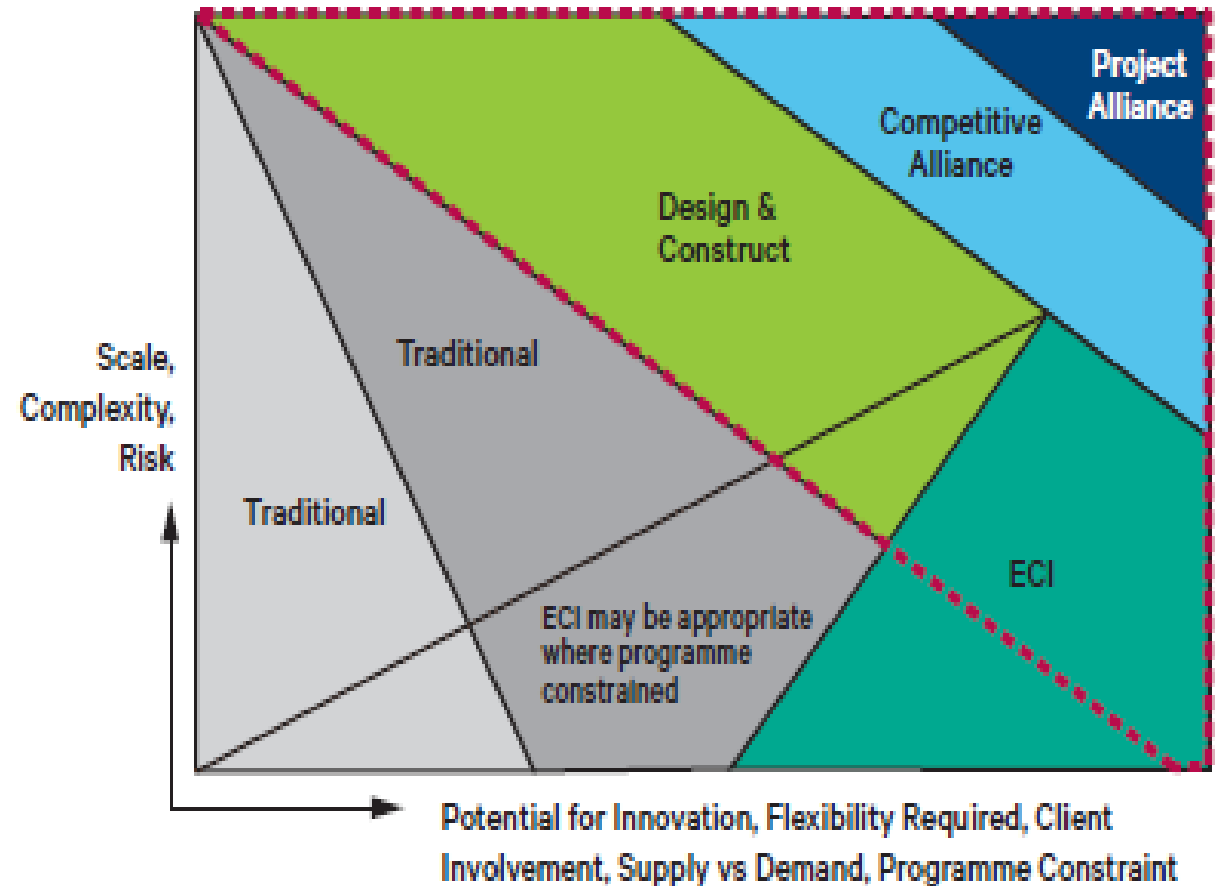 Project
Alliance
Competitive
Alliance
Design &
Construct
Traditional
Scale,
Complexity,
Risk
Traditional
ECI
ECI may be appropriate
where programme
constrained
Potential for Innovation, Flexibility Required, Client
Involvement, Supply vs Demand, Programme Constraint